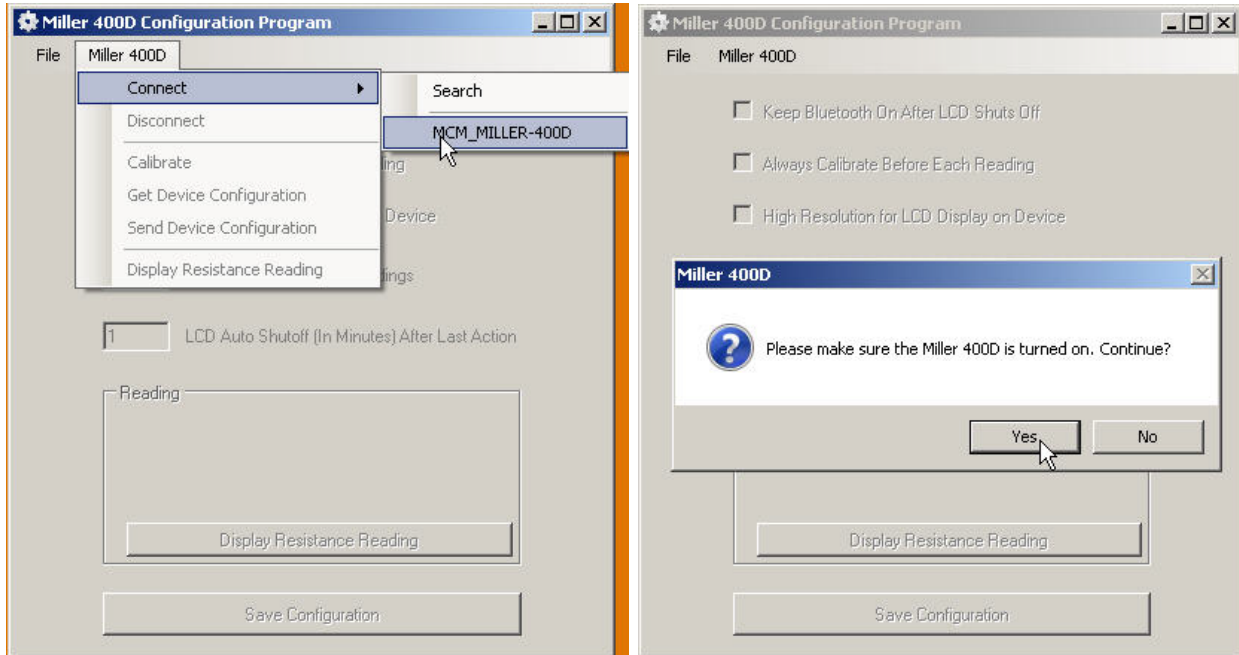 Miller 400D Configuration Program
File Miller 400D
Connect
Search
MCM_MILLER-400D
Disconnect
Calibrate
Get Device Configuration
Device
Send Device Configuration
Display Resistance Reading
1 LCD Auto Shutoff (In Minutes) After Last Action
Reading
Display Resistance Reading
Save Configuration
Miller 400D Configuration Program
File Miller 400D
Keep Bluetooth On After LCD Shuts Off
Always Calibrate Before Each Reading
High Resolution for LCD Display on Device
Miller 400D
Please make sure the Miller 400D is turned on. Continue?
Yes No
Display Resistance Reading
Save Configuration